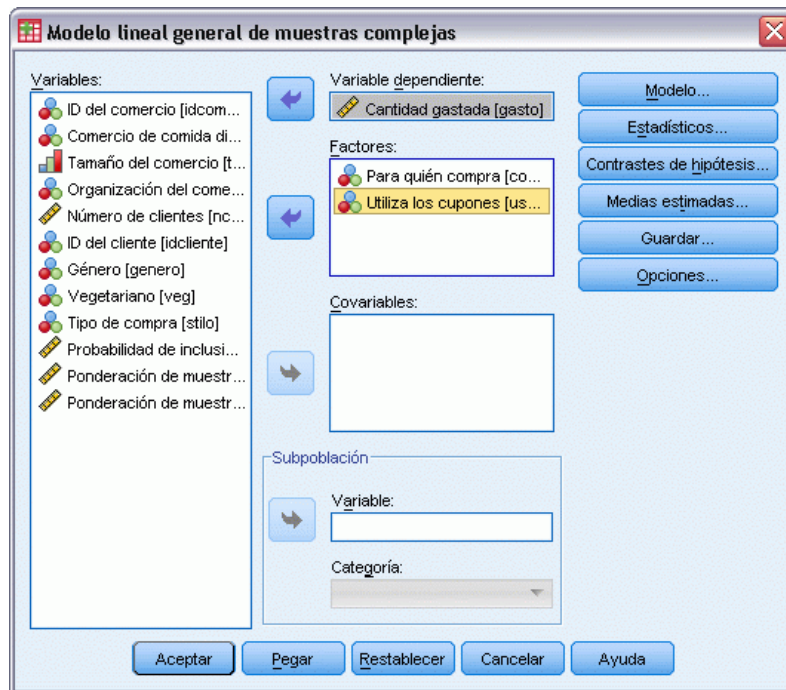 Modelo lineal general de muestras complejas
Variables:
ID del comercio [idcom...
Comercio de comida di...
Tamaño del comercio [t...
Organización del come...
Número de clientes [nc...
ID del cliente [idcliente]
Género [genero]
Vegetariano [veg]
Tipo de compra [stilo]
Probabilidad de inclusi...
Ponderación de muestr...
Ponderación de muestr...
Variable dependiente:
Cantidad gastada [gasto]
Factores:
Para quién compra [co...
Utiliza los cupones [us...
Covariables:
Subpoblación
Variable:
Categoría:
Modelo...
Estadísticos...
Contrastes de hipótesis...
Medias estimadas...
Guardar...
Opciones...
Aceptar
Pegar
Restablecer
Cancelar
Ayuda